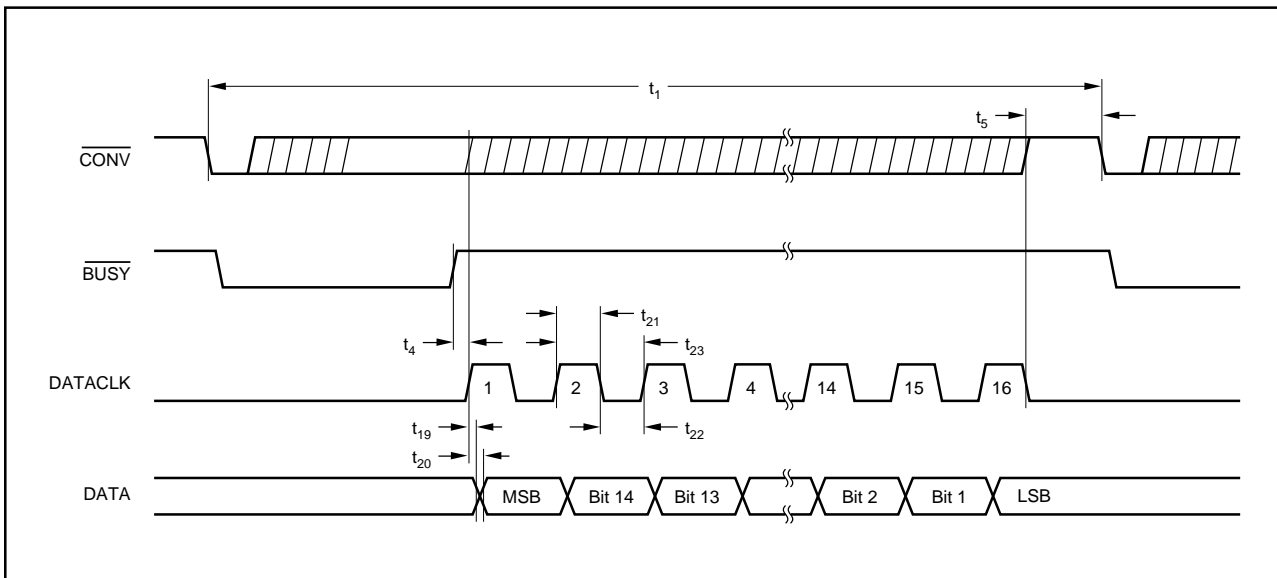 t1
t5
CONV
BUSY
t21
t4
t23
DATACLK
1 2 3 4 14 15 16
t19
t22
t20
DATA
MSB Bit 14 Bit 13 Bit 2 Bit 1 LSB